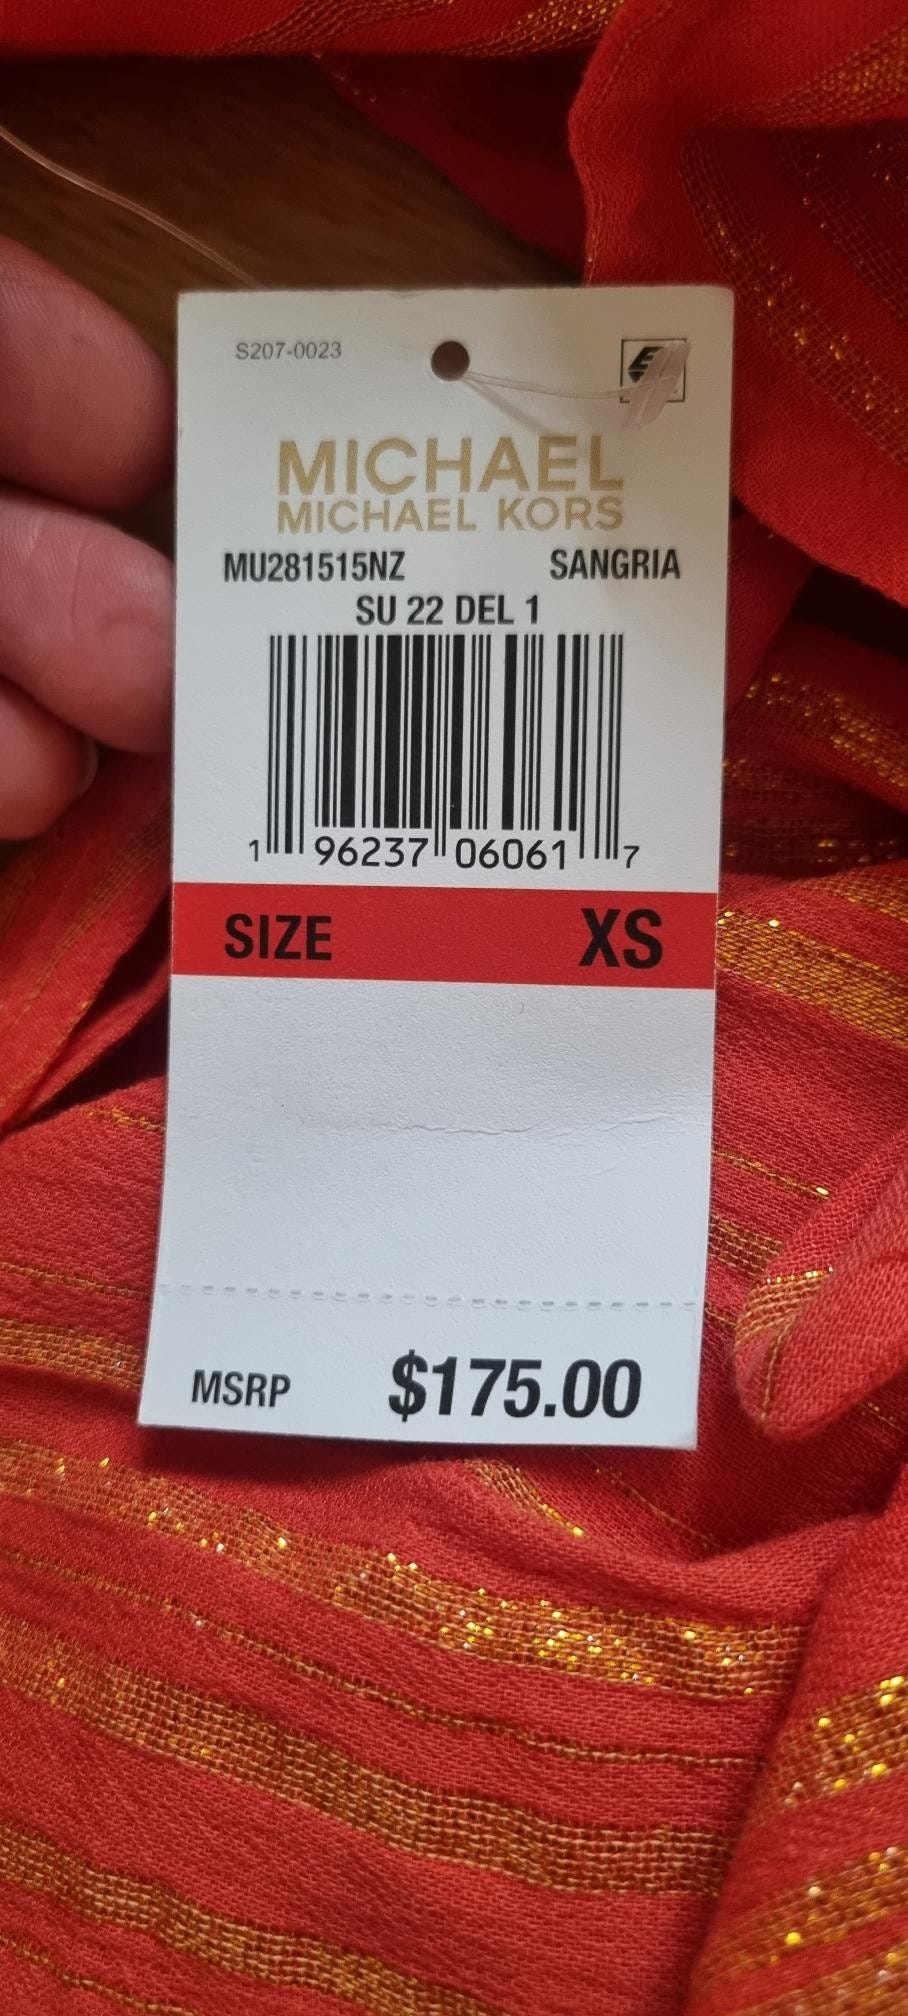 S207-0023
MICHAEL
MICHAEL KORS
MU281515NZ SANGRIA
SU 22 DEL 1
1 96237 06061 7
SIZE XS
MSRP $175.00